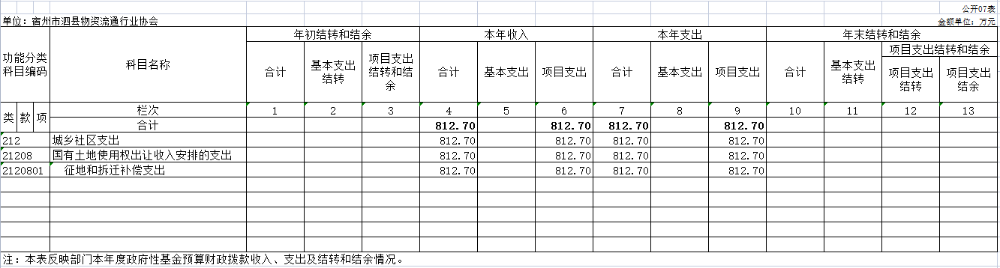 公开07表
单位：宿州市泗县物资流通行业协会 金额单位：万元
功能分类科目编码 科目名称 年初结转和结余 本年收入 本年支出 年末结转和结余
合计 基本支出结转 项目支出结转和结余 合计 基本支出 项目支出 合计 基本支出 项目支出 合计 基本支出结转 项目支出结转和结余
项目支出结转 项目支出结余
类 款 项 栏次 1 2 3 4 5 6 7 8 9 10 11 12 13
合计 812.70 812.70 812.70 812.70
212 城乡社区支出 812.70 812.70 812.70 812.70
21208 国有土地使用权出让收入安排的支出 812.70 812.70 812.70 812.70
2120801 征地和拆迁补偿支出 812.70 812.70 812.70 812.70
注：本表反映部门本年度政府性基金预算财政拨款收入、支出及结转和结余情况。